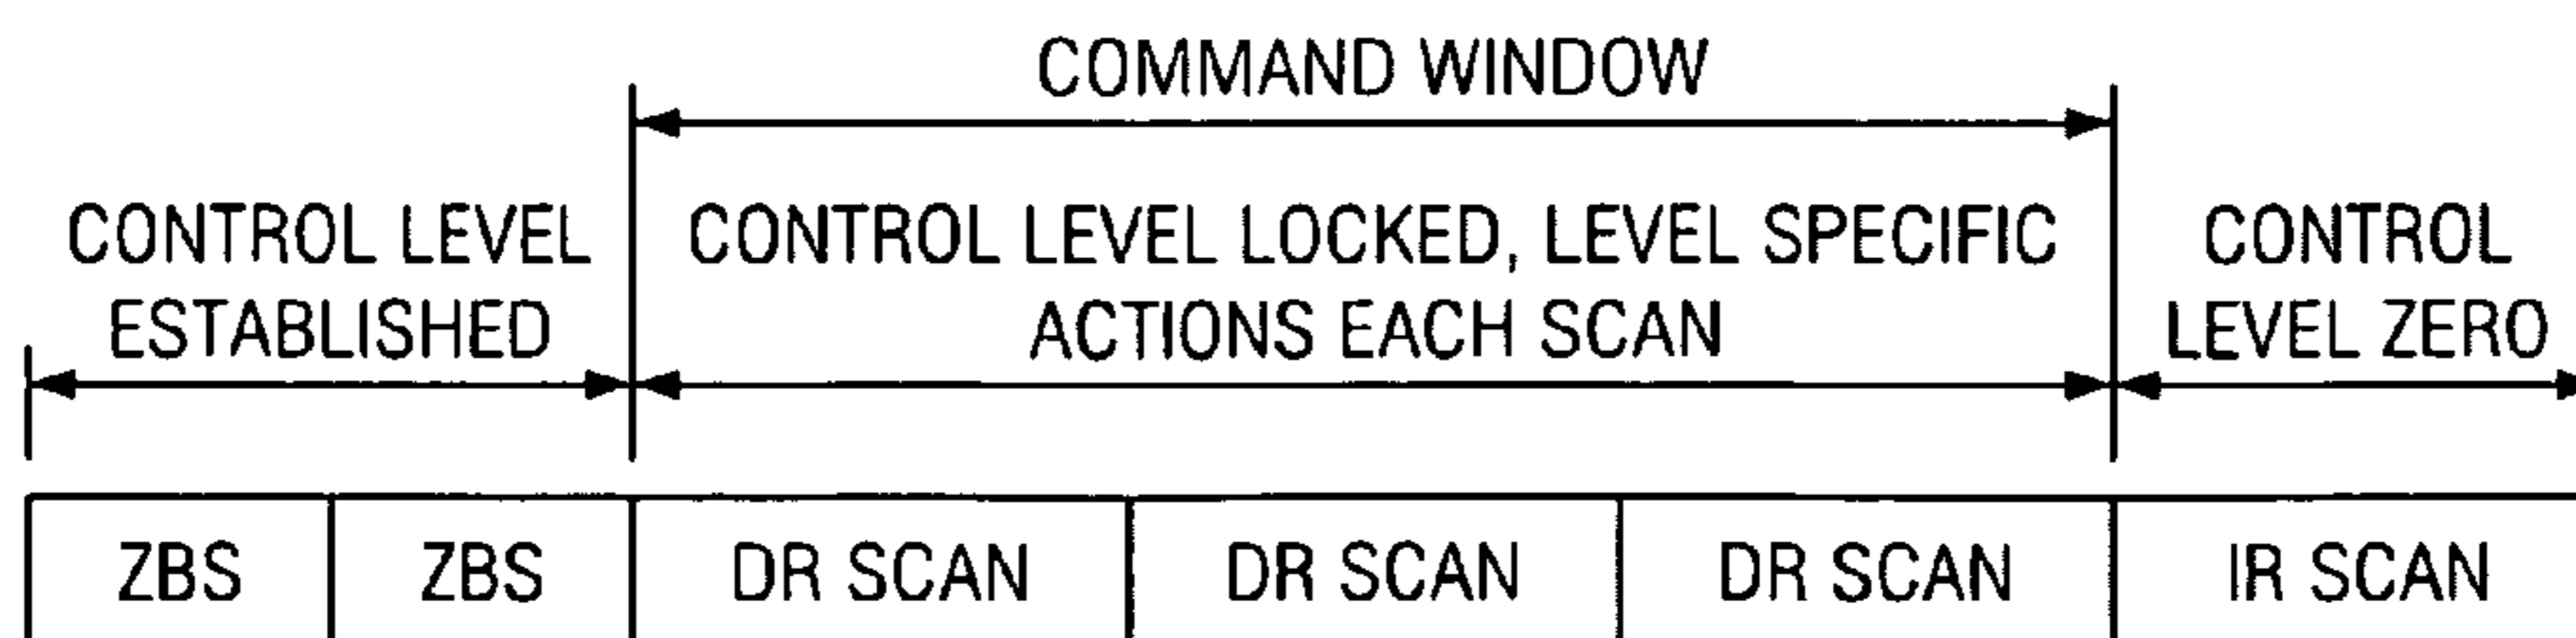 COMMAND WINDOW
CONTROL LEVEL
ESTABLISHED
CONTROL LEVEL LOCKED, LEVEL SPECIFIC
ACTIONS EACH SCAN
CONTROL
LEVEL ZERO
ZBS
ZBS
DR SCAN
DR SCAN
DR SCAN
IR SCAN